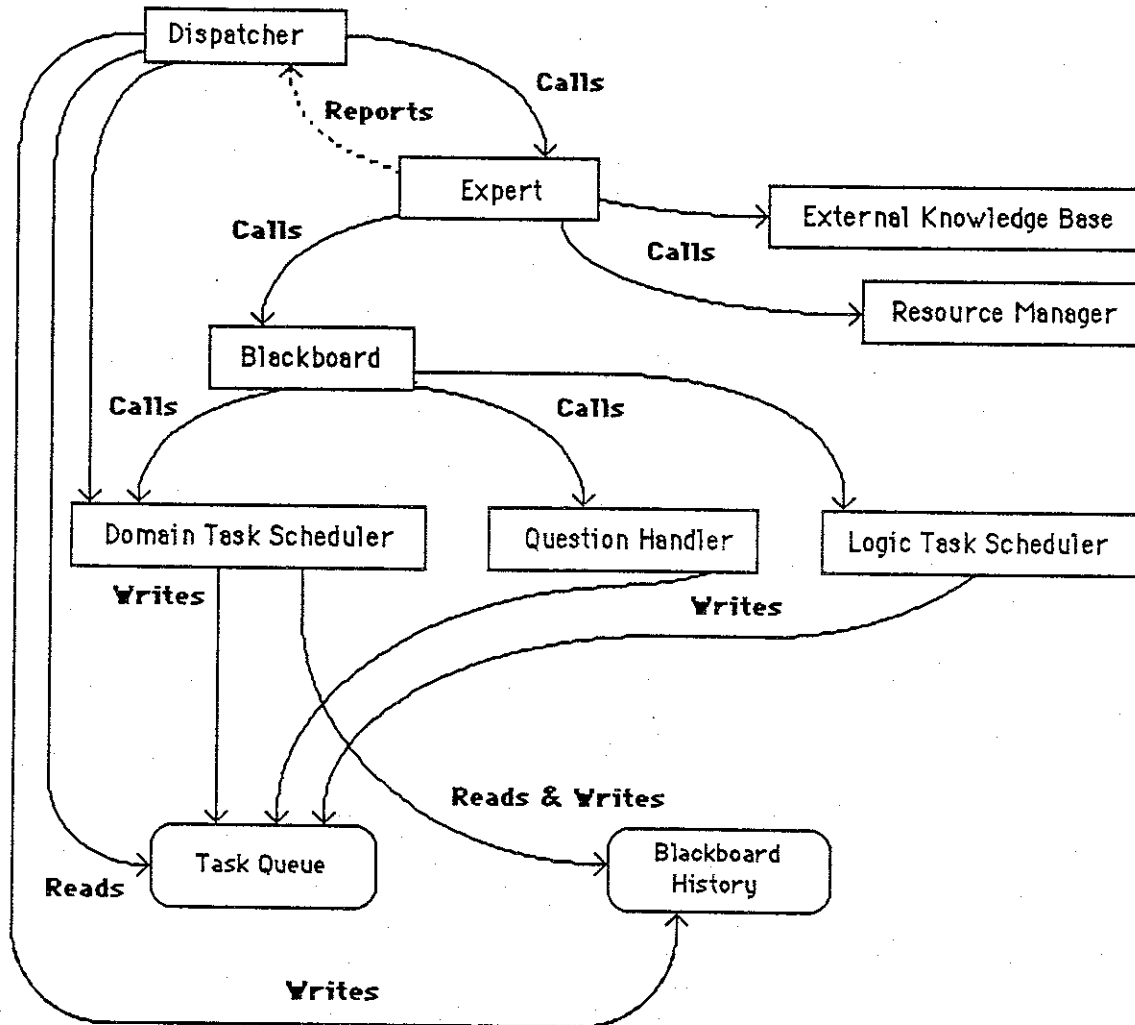 Dispatcher
Calls
Reports
Expert
External Knowledge Base
Calls
Calls
Resource Manager
Blackboard
Calls
Calls
Domain Task Scheduler
Question Handler
Logic Task Scheduler
Writes
Writes
Reads & Writes
Task Queue
Blackboard
History
Reads
Writes